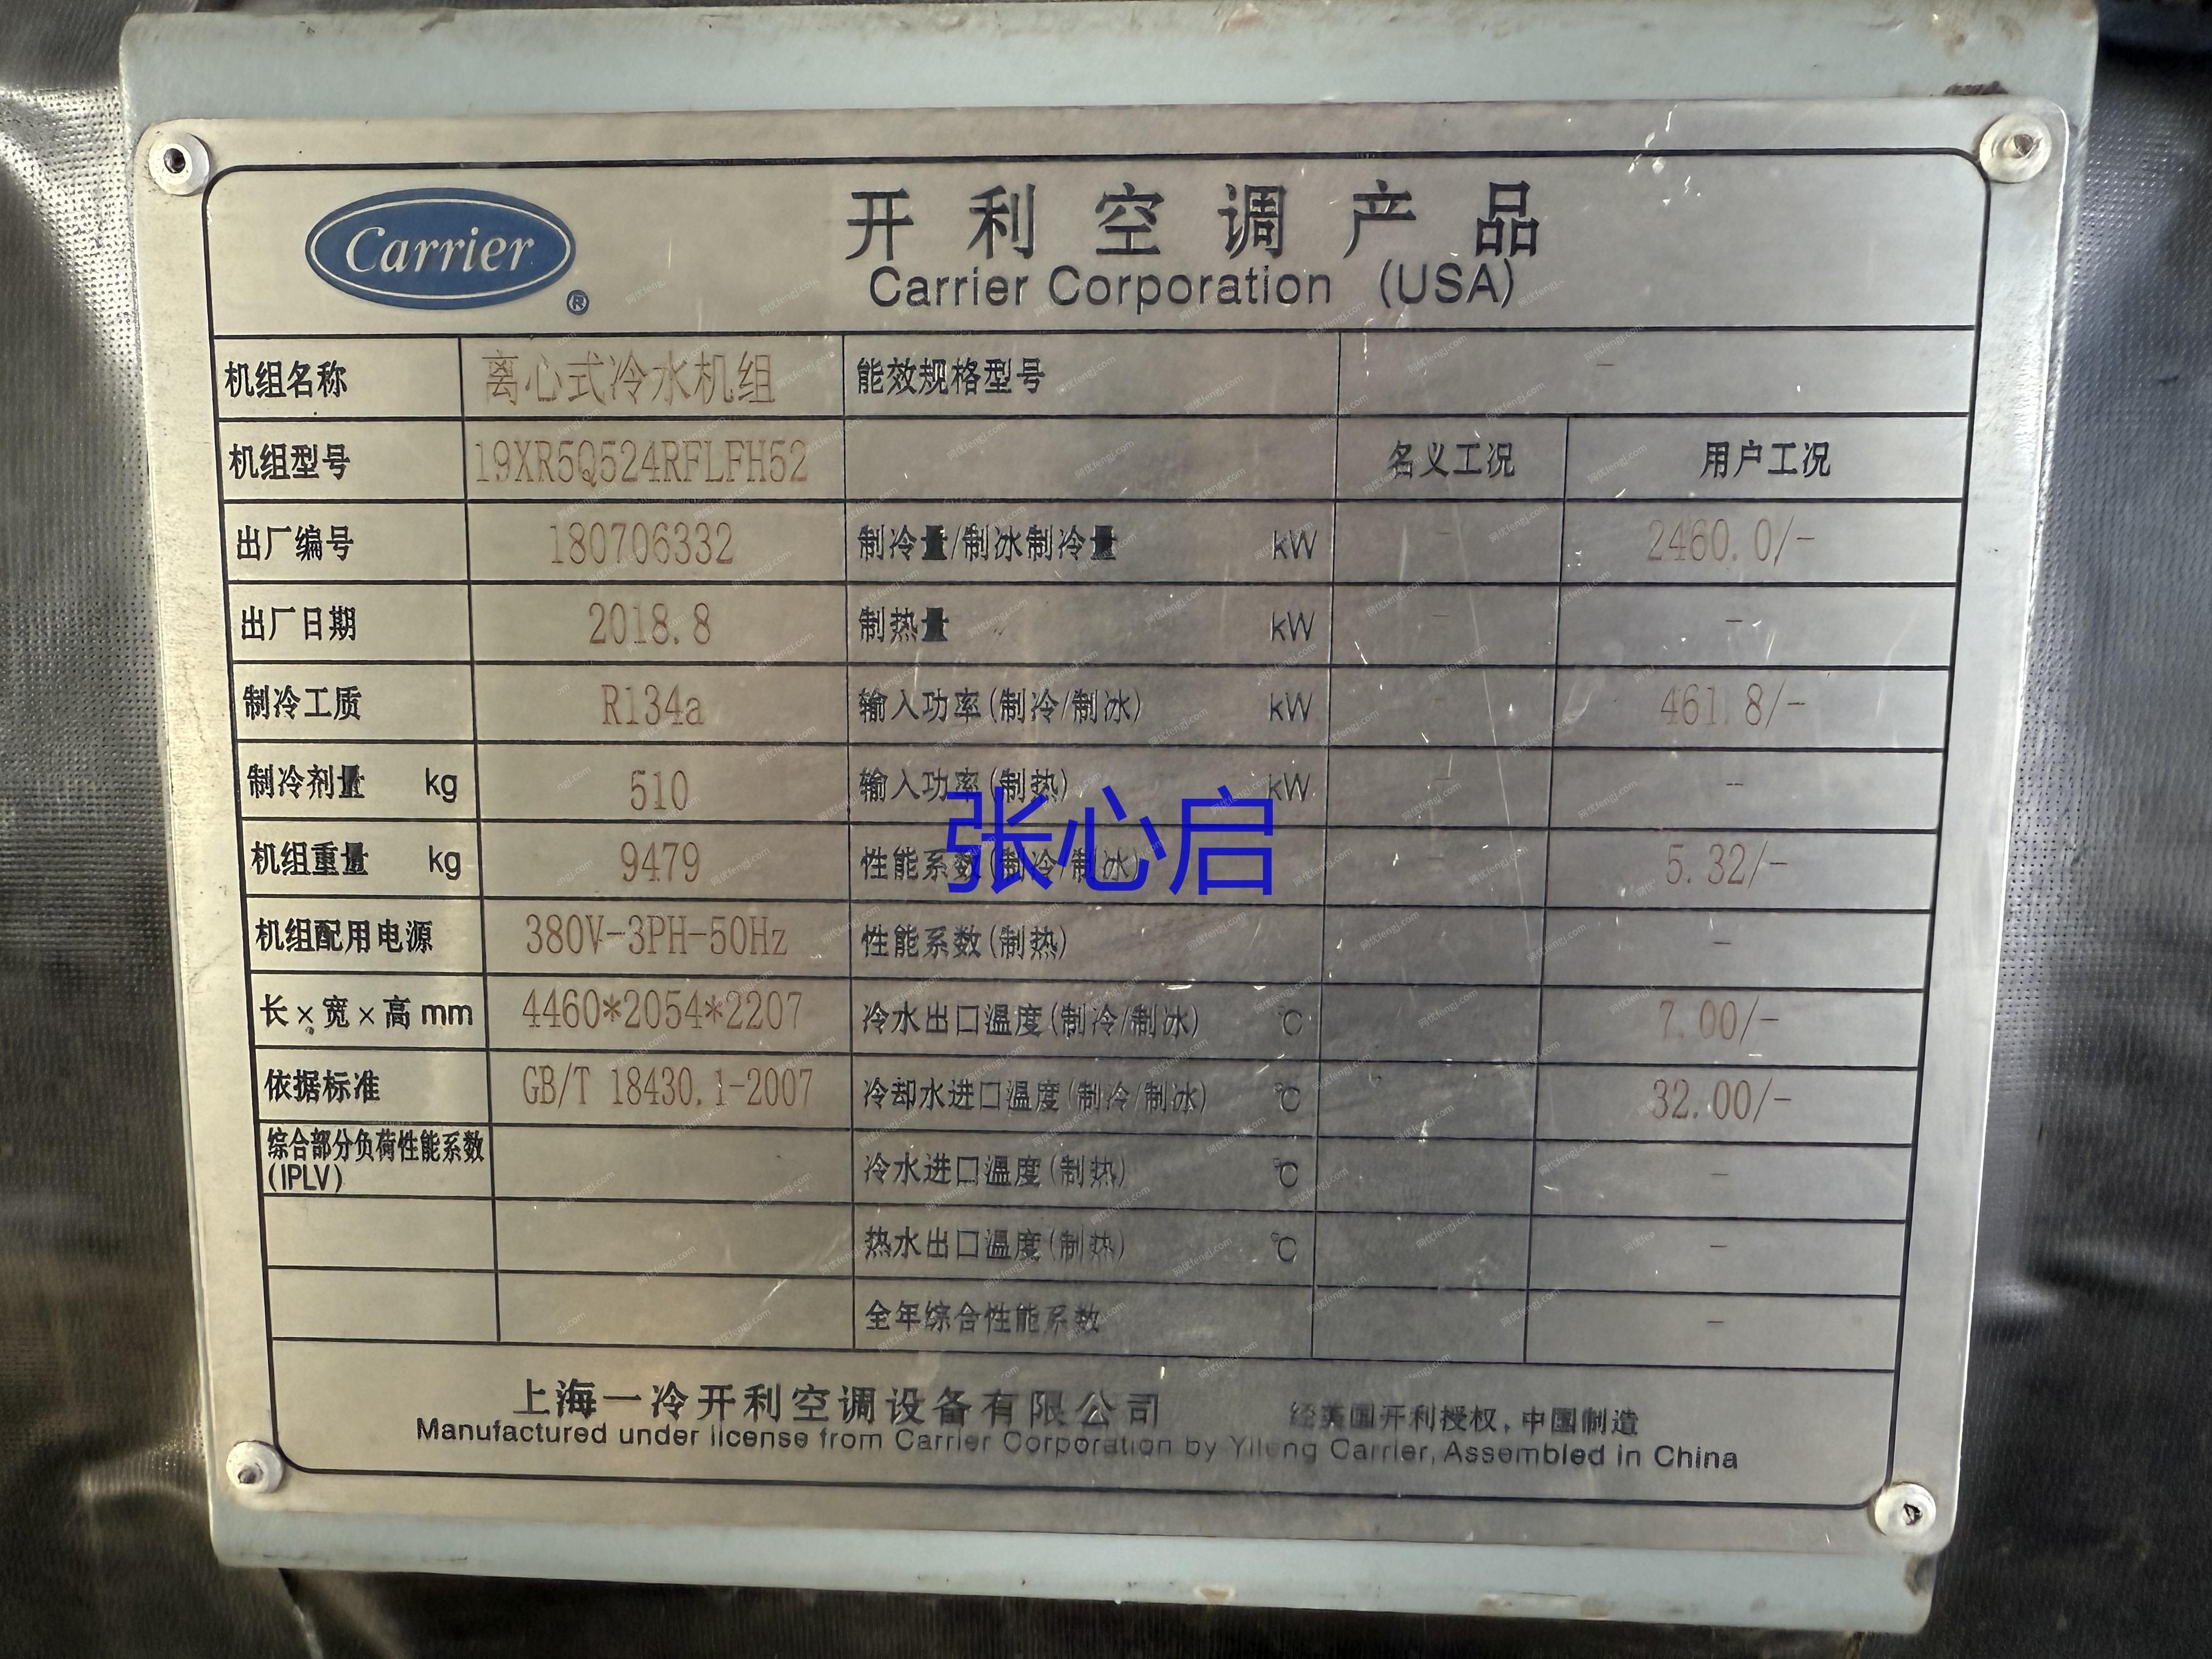 Carrier
®
开利空调产品
Carrier Corporation (USA)
机组名称 离心式冷水机组 能效规格型号 -
机组型号 19XR5Q524RFLFH52 名义工况 用户工况
出厂编号 180706332 制冷量/制冰制冷量 kW - 2460.0/-
出厂日期 2018.8 制热量 kW - -
制冷工质 R134a 输入功率(制冷/制冰) kW - 461.8/-
制冷剂量 kg 510 输入功率(制热) kW - -
机组重量 kg 9479 性能系数(制冷/制冰) - 5.32/-
机组配用电源 380V-3PH-50Hz 性能系数(制热) -
长×宽×高 mm 4460*2054*2207 冷水出口温度(制冷/制冰) ℃ 7.00/-
依据标准 GB/T 18430.1-2007 冷却水进口温度(制冷/制冰) ℃ 32.00/-
综合部分负荷性能系数
(IPLV) 冷水进口温度(制热) ℃ -
热水出口温度(制热) ℃ -
全年综合性能系数 -
张心启
上海一冷开利空调设备有限公司 经美国开利授权,中国制造
Manufactured under license from Carrier Corporation by Yileng Carrier, Assembled in China